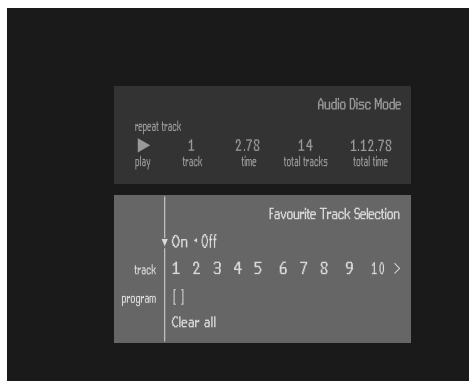 Audio Disc Mode
repeat track
1 2.78 14 1.12.78
play track time total tracks total time
Favourite Track Selection
On Off
track 1 2 3 4 5 6 7 8 9 10 >
program [ ]
Clear all